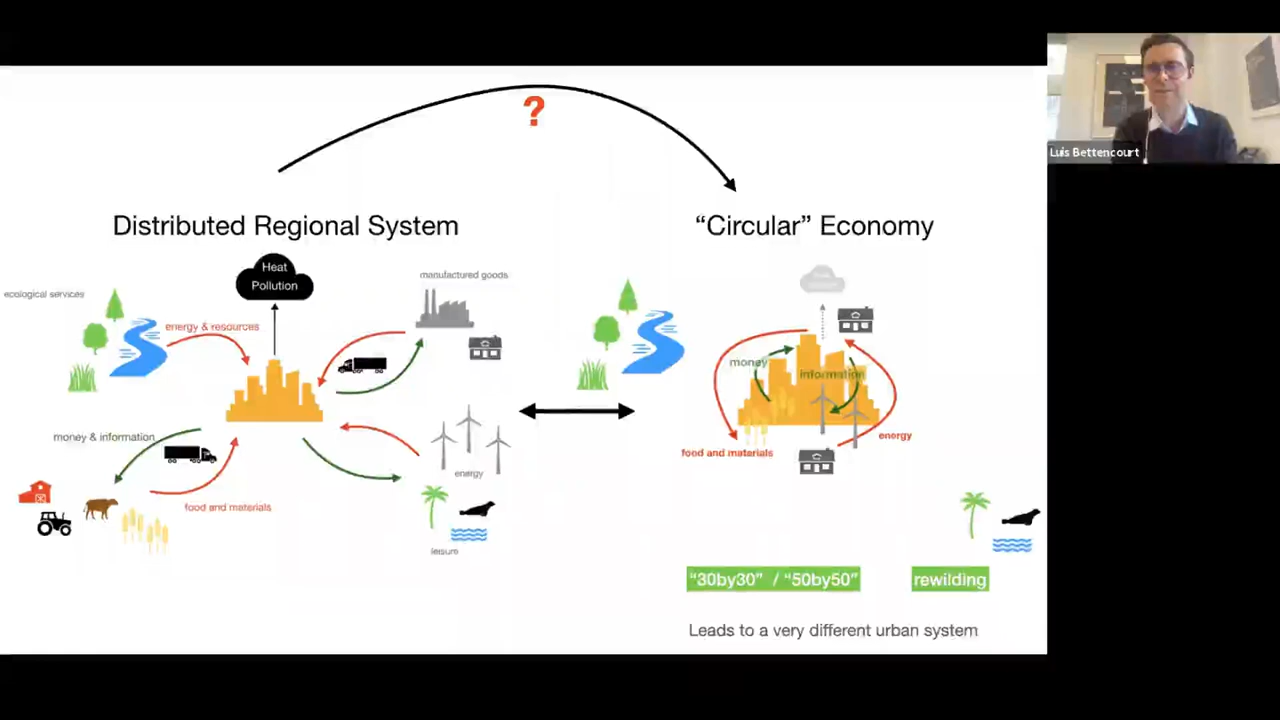 ?
Distributed Regional System
"Circular" Economy
Heat
Pollution
manufactured goods
ecological services
energy & resources
money
information
money & information
food and materials
energy
leisure
food and materials
energy
"30by30" / "50by50"
rewilding
Leads to a very different urban system
Luis Bettencourt